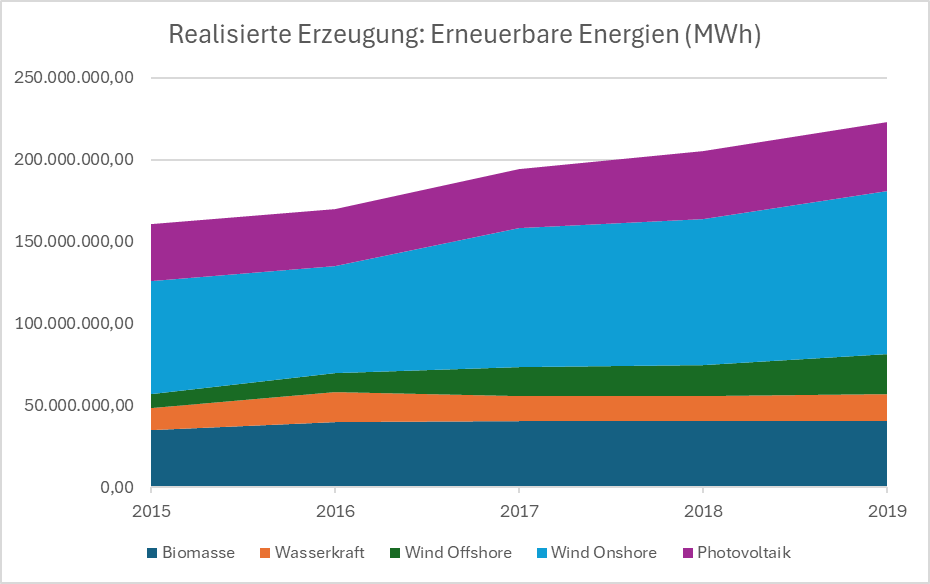 Realisierte Erzeugung: Erneuerbare Energien (MWh)
250.000.000,00
200.000.000,00
150.000.000,00
100.000.000,00
50.000.000,00
0,00
2015 2016 2017 2018 2019
Biomasse Wasserkraft Wind Offshore Wind Onshore Photovoltaik